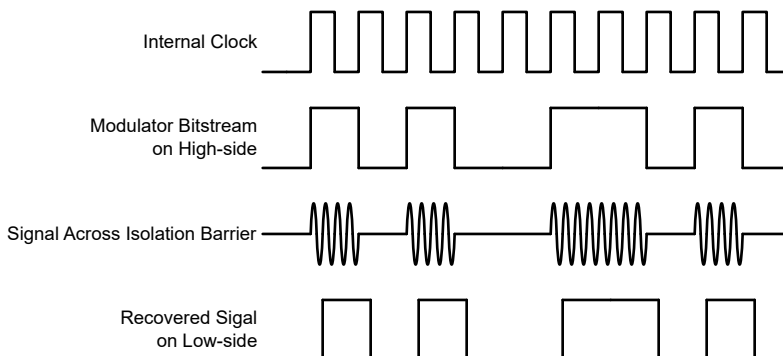 Internal Clock
Modulator Bitstream
on High-side
Signal Across Isolation Barrier
Recovered Sigal
on Low-side